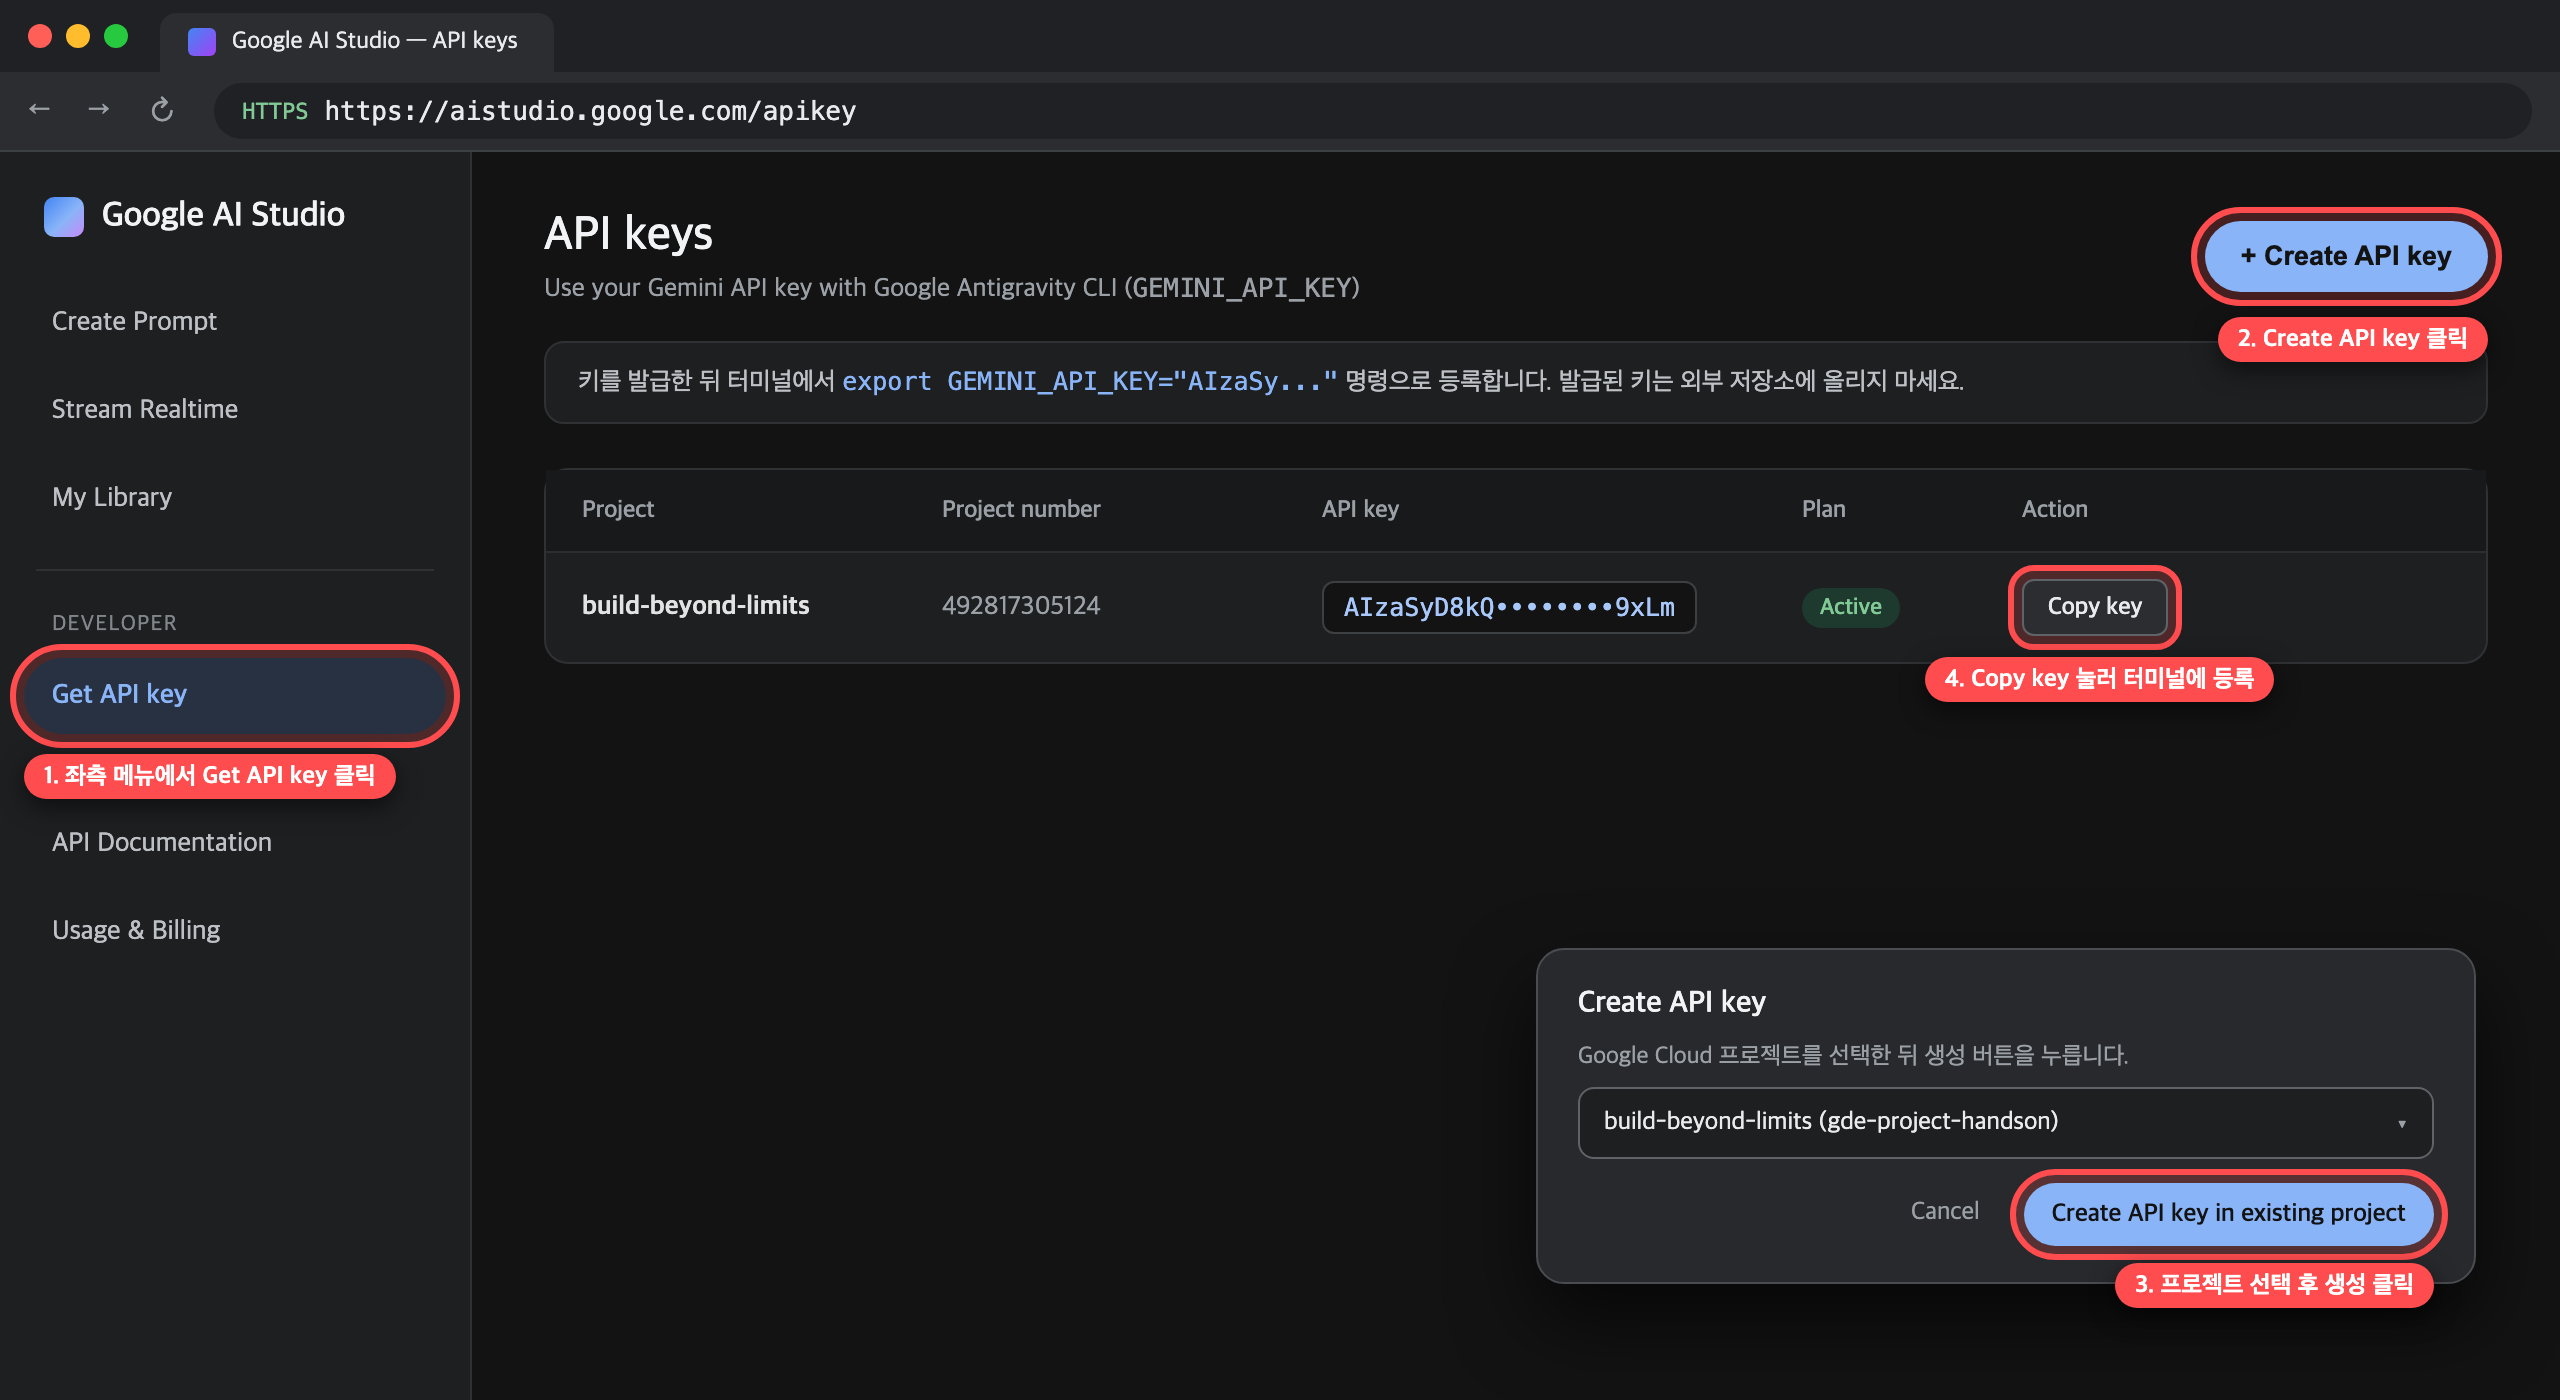 Google AI Studio — API keys
HTTPS https://aistudio.google.com/apikey
Google AI Studio
Create Prompt
Stream Realtime
My Library
DEVELOPER
Get API key
1. 좌측 메뉴에서 Get API key 클릭
API Documentation
Usage & Billing
API keys
Use your Gemini API key with Google Antigravity CLI (GEMINI_API_KEY)
+ Create API key
2. Create API key 클릭
키를 발급한 뒤 터미널에서 export GEMINI_API_KEY="AIzaSy..." 명령으로 등록합니다. 발급된 키는 외부 저장소에 올리지 마세요.
Project Project number API key Plan Action
build-beyond-limits 492817305124 AIzaSyD8kQ••••••••9xLm Active Copy key
4. Copy key 눌러 터미널에 등록
Create API key
Google Cloud 프로젝트를 선택한 뒤 생성 버튼을 누릅니다.
build-beyond-limits (gde-project-handson)
Cancel Create API key in existing project
3. 프로젝트 선택 후 생성 클릭